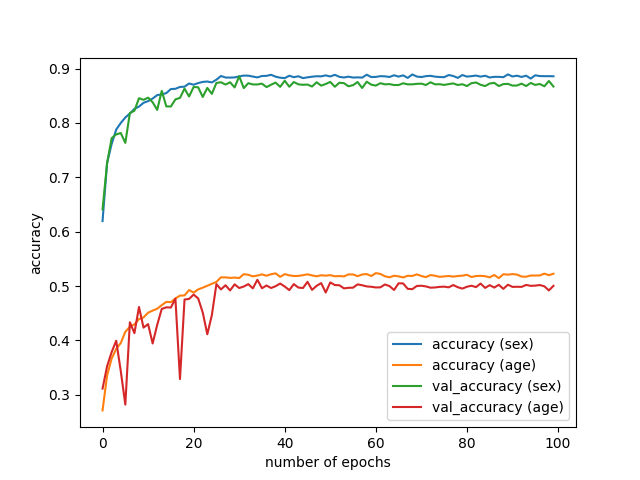 0.9
0.8
0.7
0.6
0.5
0.4
0.3
accuracy
0
20
40
60
80
100
number of epochs
accuracy (sex)
accuracy (age)
val_accuracy (sex)
val_accuracy (age)